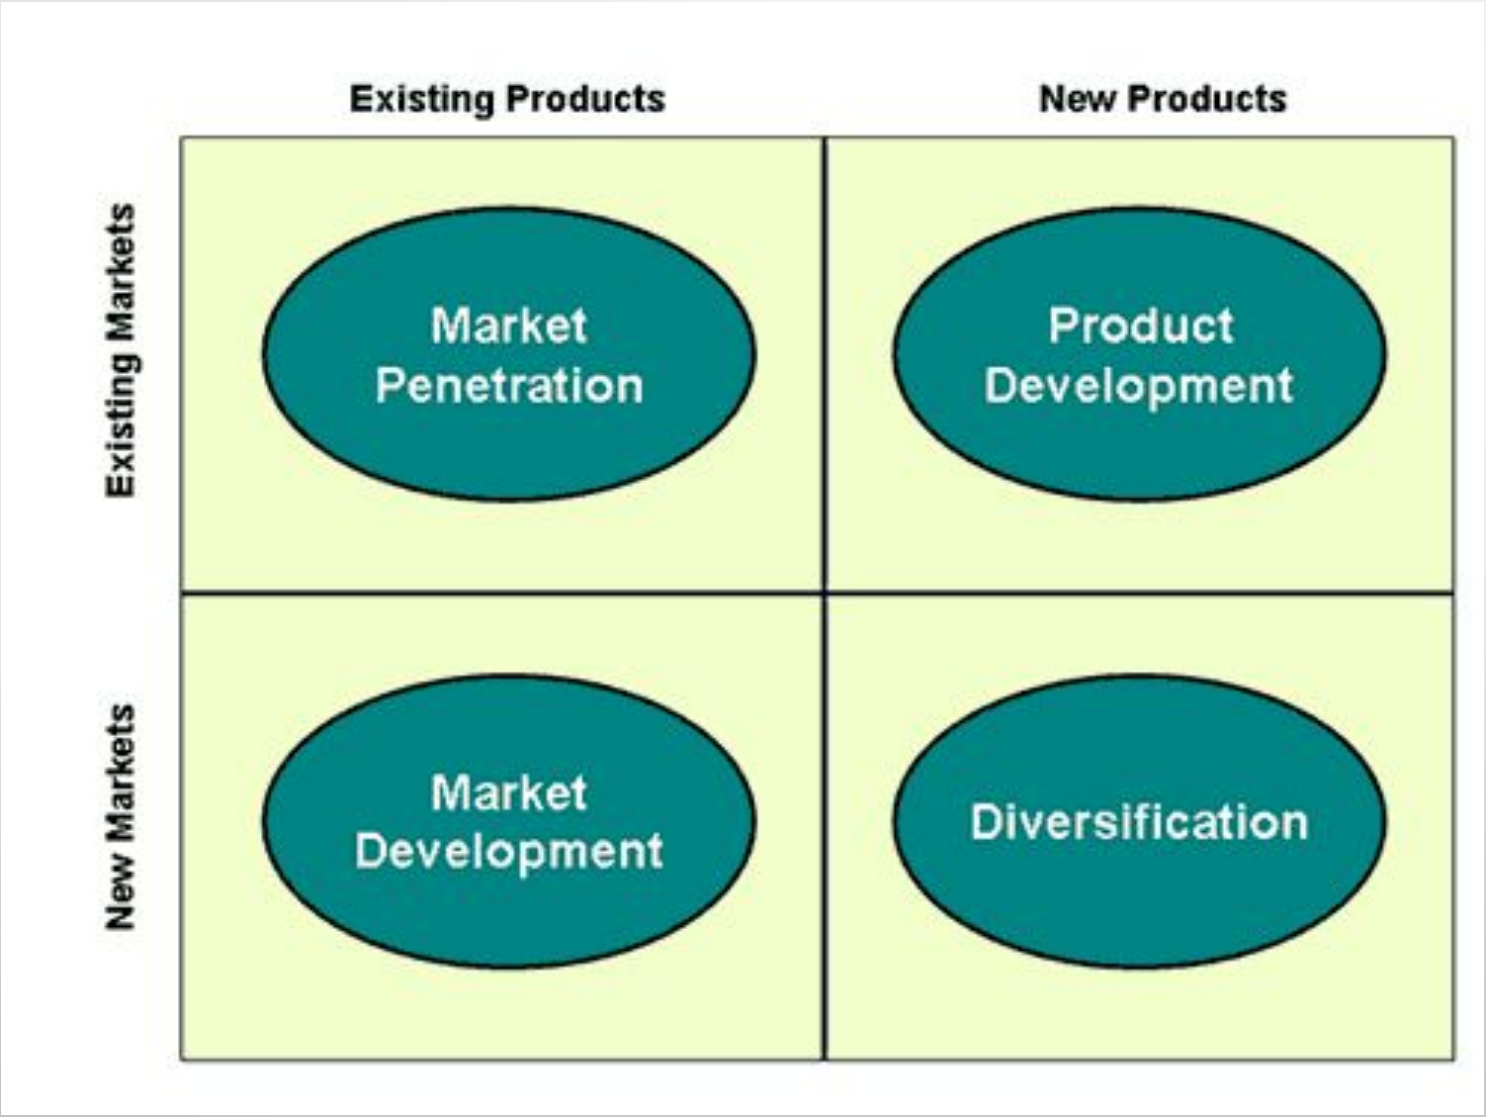 Existing Products
New Products
Existing Markets
Market
Penetration
Product
Development
New Markets
Market
Development
Diversification